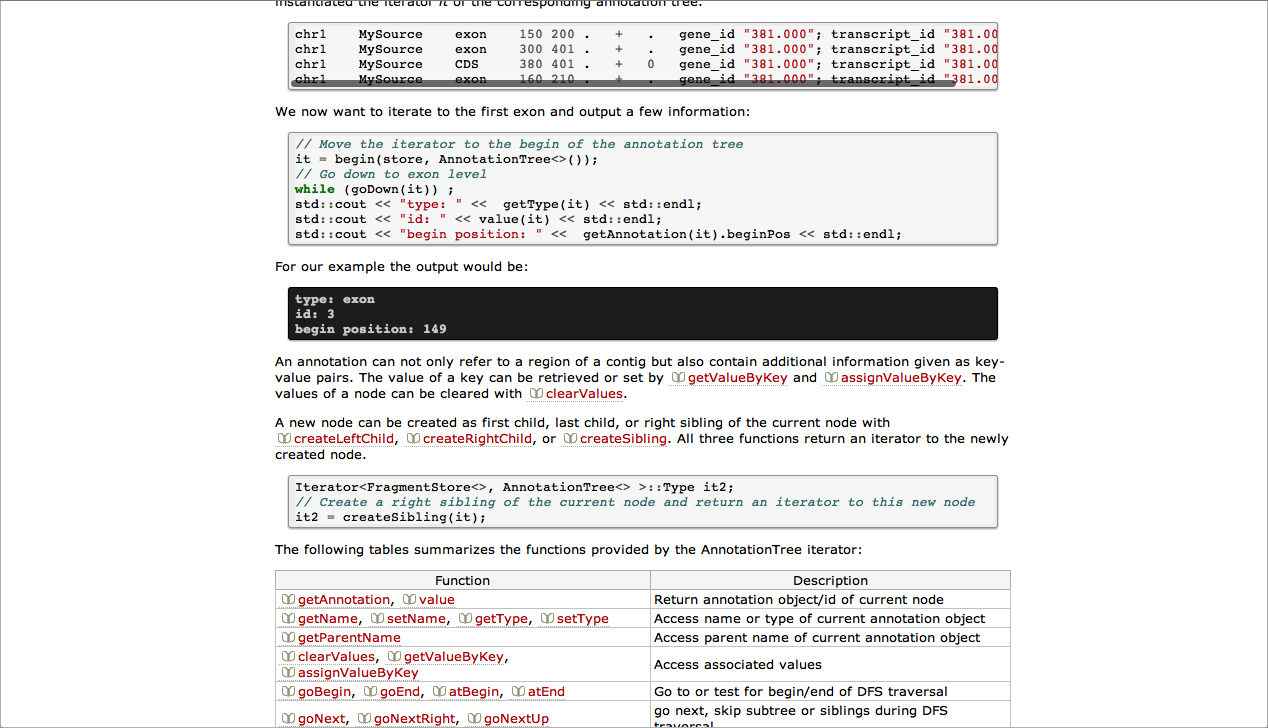 instantiated the iterator it of the corresponding annotation tree.
chr1 MySource exon 150 200 . + . gene_id "381.000"; transcript_id "381.00
chr1 MySource exon 300 401 . + . gene_id "381.000"; transcript_id "381.00
chr1 MySource CDS 380 401 . + 0 gene_id "381.000"; transcript_id "381.00
chr1 MySource exon 160 210 . + . gene_id "381.000"; transcript_id "381.00
We now want to iterate to the first exon and output a few information:
// Move the iterator to the begin of the annotation tree
it = begin(store, AnnotationTree<>());
// Go down to exon level
while (goDown(it)) ;
std::cout << "type: " << getType(it) << std::endl;
std::cout << "id: " << value(it) << std::endl;
std::cout << "begin position: " << getAnnotation(it).beginPos << std::endl;
For our example the output would be:
type: exon
id: 3
begin position: 149
An annotation can not only refer to a region of a contig but also contain additional information given as key-
value pairs. The value of a key can be retrieved or set by getValueByKey and assignValueByKey. The
values of a node can be cleared with clearValues.
A new node can be created as first child, last child, or right sibling of the current node with
createLeftChild, createRightChild, or createSibling. All three functions return an iterator to the newly
created node.
Iterator<FragmentStore<>, AnnotationTree<> >::Type it2;
// Create a right sibling of the current node and return an iterator to this new node
it2 = createSibling(it);
The following tables summarizes the functions provided by the AnnotationTree iterator:
Function Description
getAnnotation, value Return annotation object/id of current node
getName, setName, getType, setType Access name or type of current annotation object
getParentName Access parent name of current annotation object
clearValues, getValueByKey,
assignValueByKey Access associated values
goBegin, goEnd, atBegin, atEnd Go to or test for begin/end of DFS traversal
goNext, goNextRight, goNextUp go next, skip subtree or siblings during DFS
traversal